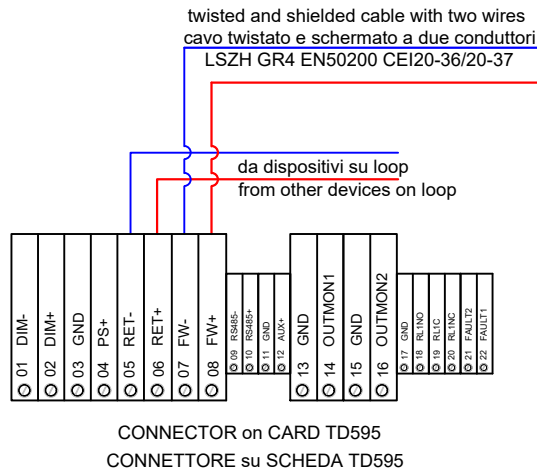 twisted and shielded cable with two wires
cavo twistato e schermato a due conduttori
LSZH GR4 EN50200 CEI20-36/20-37
da dispositivi su loop
from other devices on loop
01 DIM-
02 DIM+
03 GND
04 PS+
05 RET-
06 RET+
07 FW-
08 FW+
09 RS485-
10 RS485+
11 GND
12 AUX+
13 GND
14 OUTMON1
15 GND
16 OUTMON2
17 GND
18 RL1NO
19 RL1C
20 RL1NC
21 FAULT2
22 FAULT1
CONNECTOR on CARD TD595
CONNETTORE su SCHEDA TD595